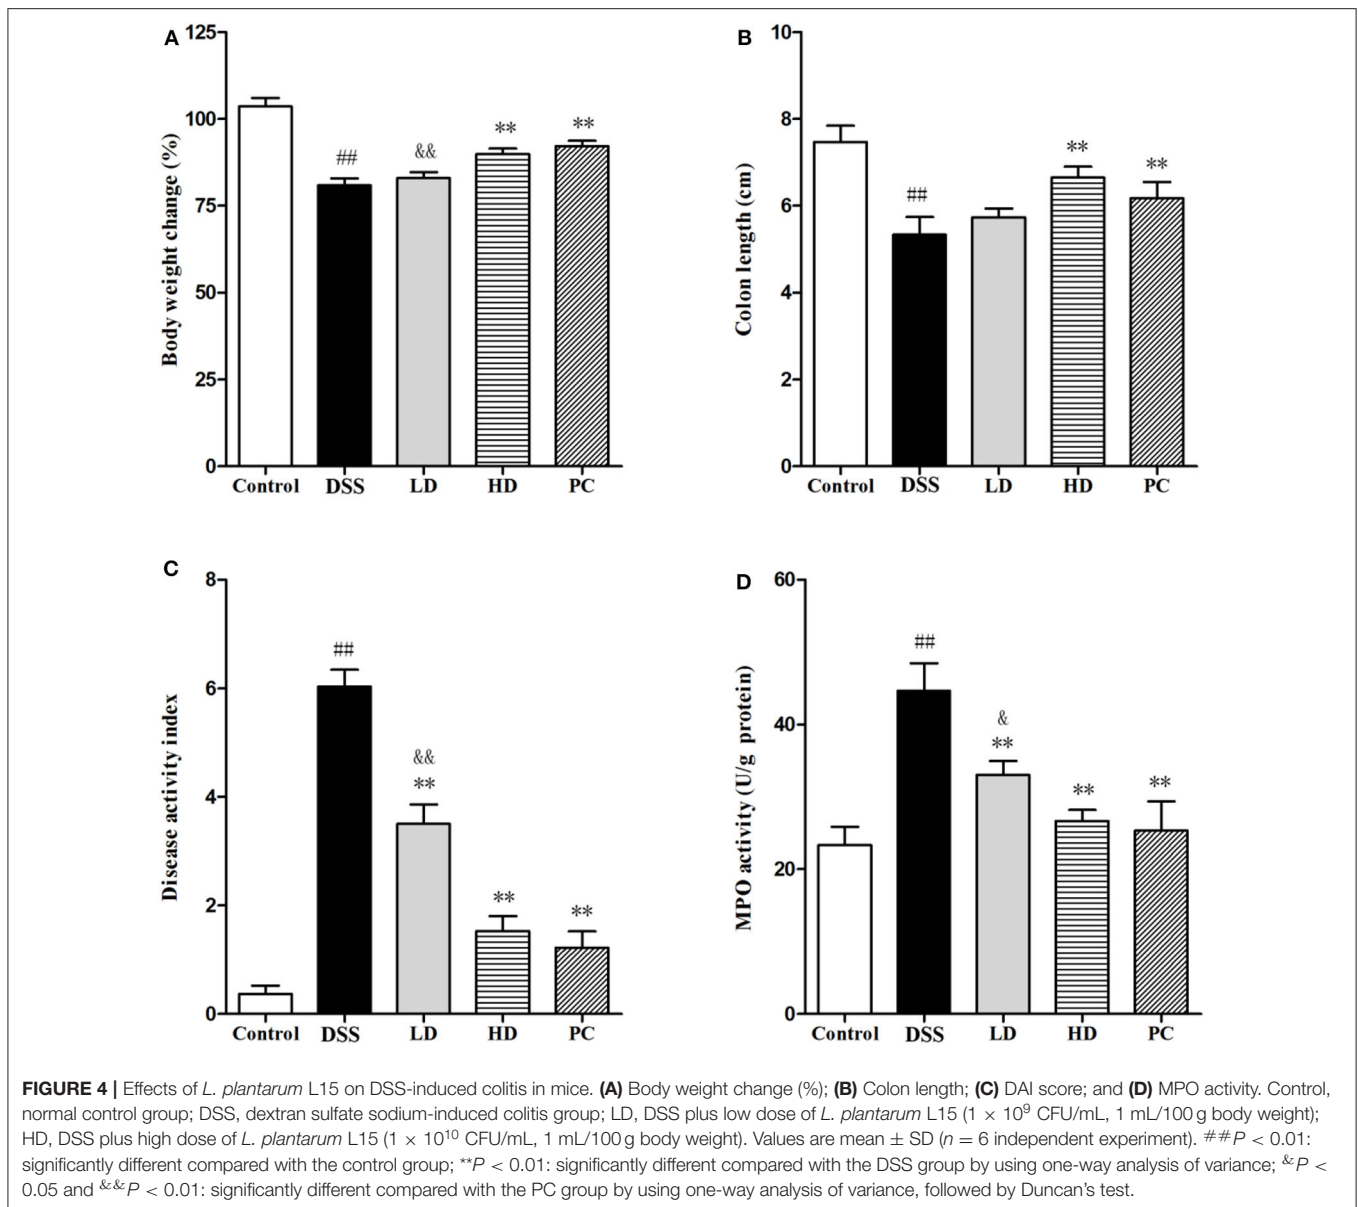 A
125
100
75
50
25
0
Body weight change (%)
##
&&
**
**
Control DSS LD HD PC
B
10
8
6
4
2
0
Colon length (cm)
##
**
**
Control DSS LD HD PC
C
8
6
4
2
0
Disease activity index
##
&&
**
**
**
Control DSS LD HD PC
D
60
40
20
0
MPO activity (U/g protein)
##
&
**
**
**
Control DSS LD HD PC
FIGURE 4 | Effects of L. plantarum L15 on DSS-induced colitis in mice. (A) Body weight change (%); (B) Colon length; (C) DAI score; and (D) MPO activity. Control,
normal control group; DSS, dextran sulfate sodium-induced colitis group; LD, DSS plus low dose of L. plantarum L15 (1 × 10⁹ CFU/mL, 1 mL/100 g body weight);
HD, DSS plus high dose of L. plantarum L15 (1 × 10¹⁰ CFU/mL, 1 mL/100 g body weight). Values are mean ± SD (n = 6 independent experiment). ##P < 0.01:
significantly different compared with the control group; **P < 0.01: significantly different compared with the DSS group by using one-way analysis of variance; &P <
0.05 and &&P < 0.01: significantly different compared with the PC group by using one-way analysis of variance, followed by Duncan's test.